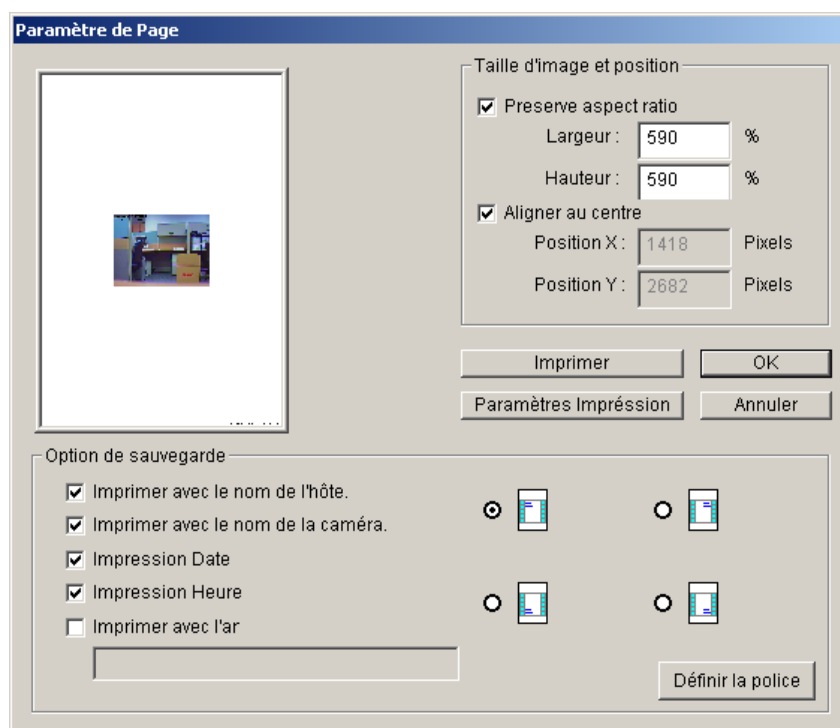 Paramètre de Page
Taille d'image et position
Preserve aspect ratio
Largeur : 590 %
Hauteur : 590 %
Aligner au centre
Position X : 1418 Pixels
Position Y : 2682 Pixels
Imprimer OK
Paramètres Impréssion Annuler
Option de sauvegarde
Imprimer avec le nom de l'hôte.
Imprimer avec le nom de la caméra.
Impression Date
Impression Heure
Imprimer avec l'ar
Définir la police